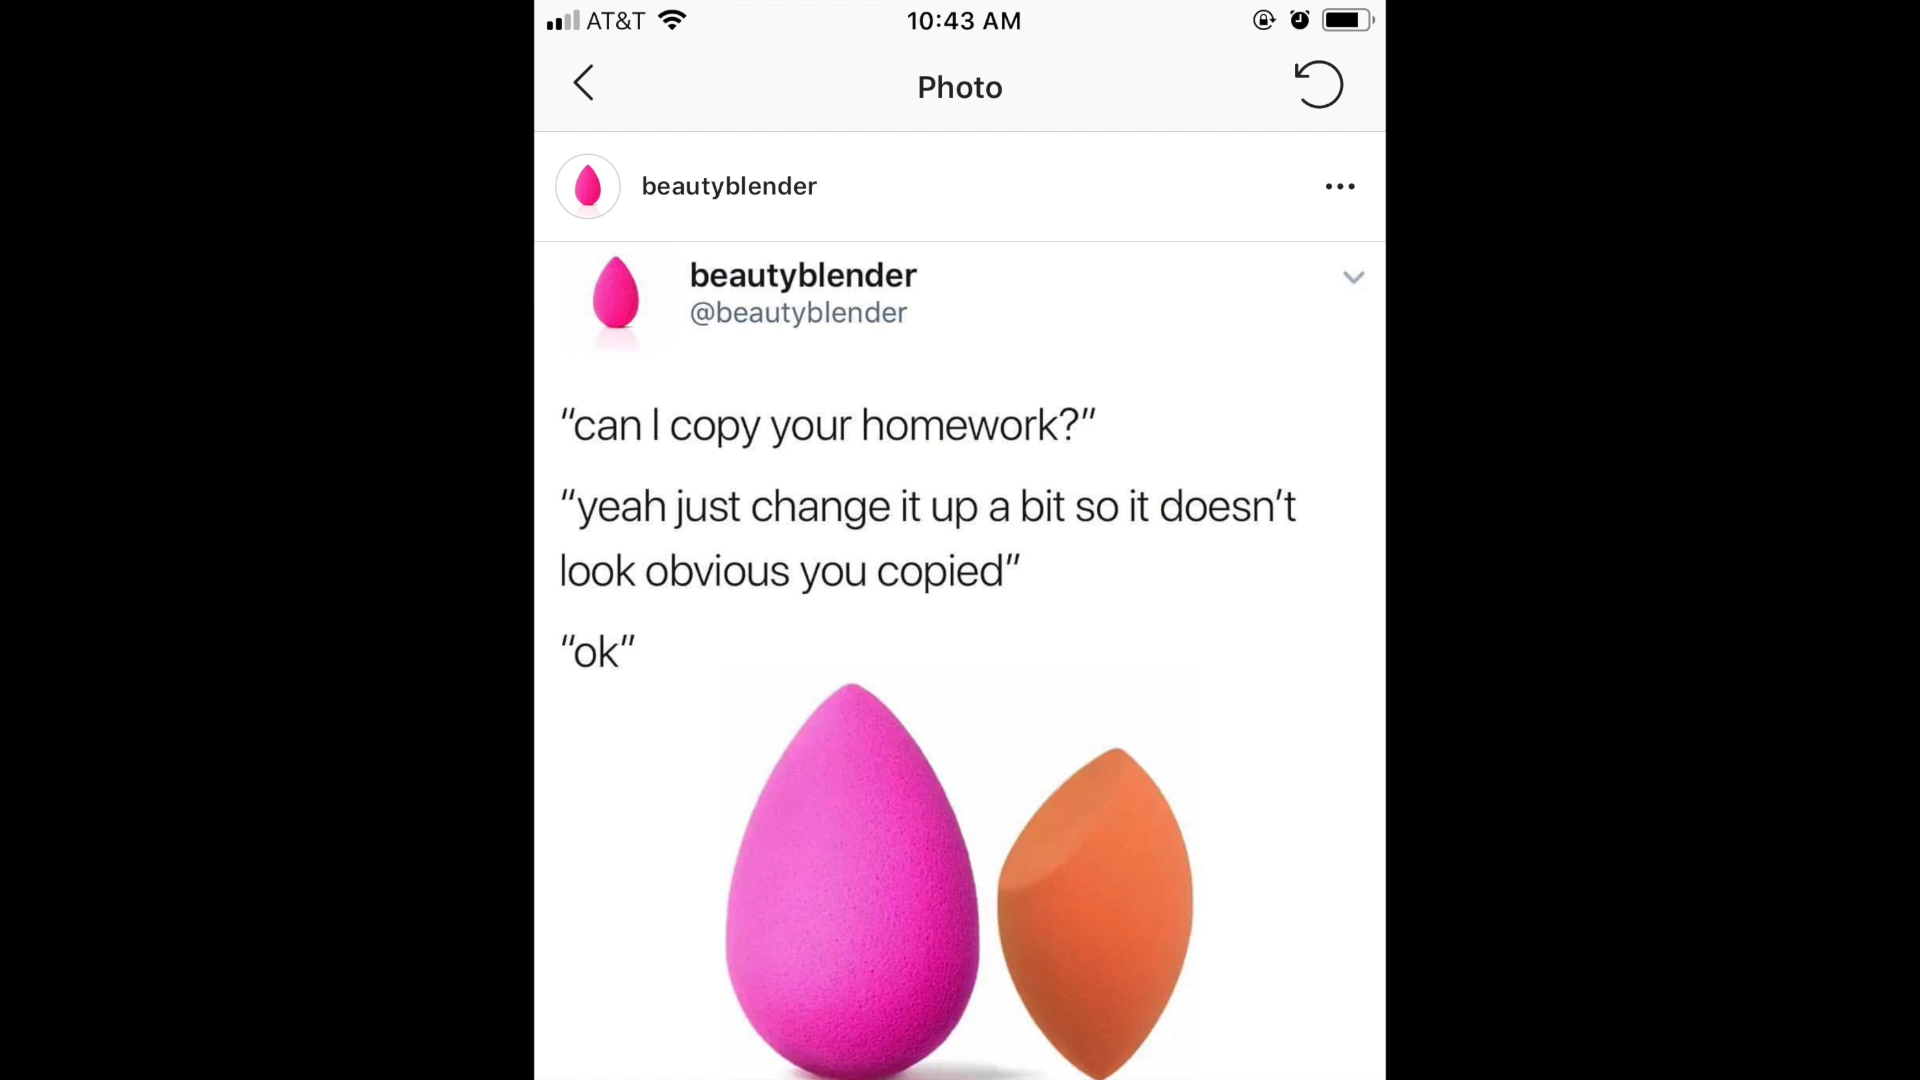 AT&T 10:43 AM
Photo
beautyblender
beautyblender
@beautyblender
“can I copy your homework?”
“yeah just change it up a bit so it doesn’t
look obvious you copied”
“ok”